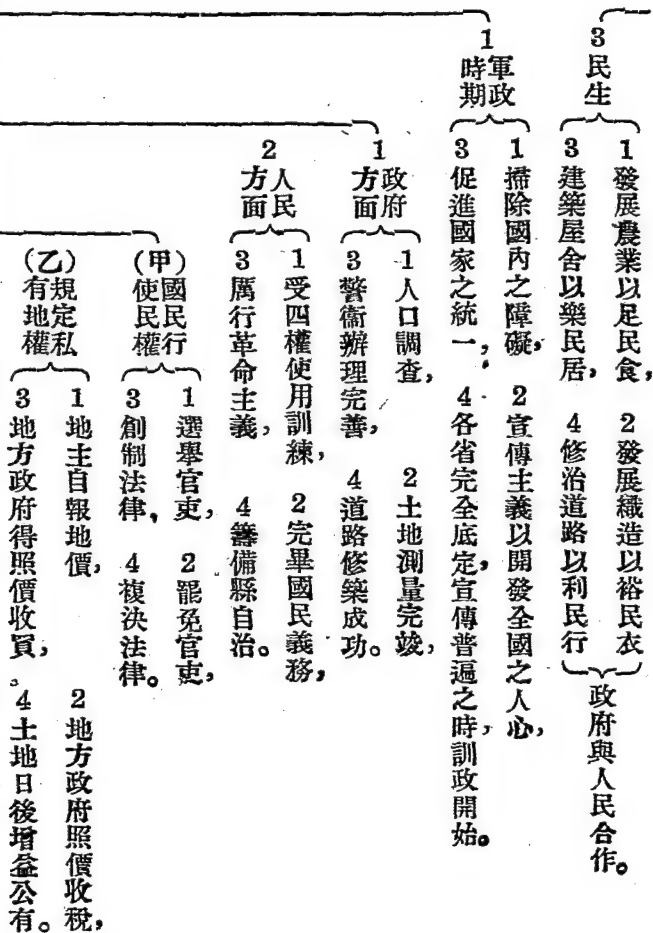 3 民生
1 發展農業以足民食, 2 發展織造以裕民衣
3 建築屋舍以樂民居, 4 修治道路以利民行
政府與人民合作。
1 軍政時期
1 掃除國內之障礙, 2 宣傳主義以開發全國之人心,
3 促進國家之統一, 4 各省完全底定,宣傳普遍之時,訓政開始。
1 政府方面
1 人口調查, 2 土地測量完竣,
3 警衞辦理完善, 4 道路修築成功。
2 人民方面
1 受四權使用訓練, 2 完畢國民義務,
3 厲行革命主義, 4 籌備縣自治。
(甲)國民行使民權
1 選舉官吏, 2 罷免官吏,
3 創制法律, 4 複決法律。
(乙)規定私有地權
1 地主自報地價, 2 地方政府照價收稅,
3 地方政府得照價收買, 4 土地日後增益公有。